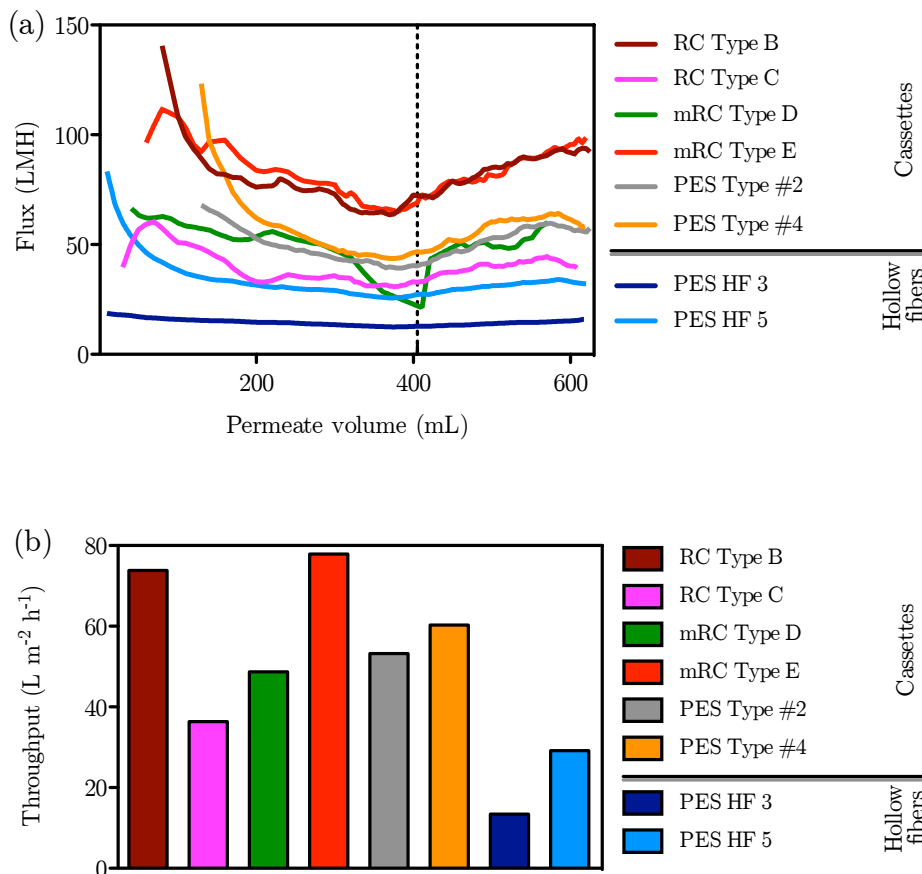 (a)
150
100
50
0
Flux (LMH)
200
400
600
Permeate volume (mL)
RC Type B
RC Type C
mRC Type D
mRC Type E
PES Type #2
PES Type #4
Cassettes
PES HF 3
PES HF 5
Hollow
fibers
(b)
80
60
40
20
0
Throughput (L m⁻² h⁻¹)
RC Type B
RC Type C
mRC Type D
mRC Type E
PES Type #2
PES Type #4
Cassettes
PES HF 3
PES HF 5
Hollow
fibers